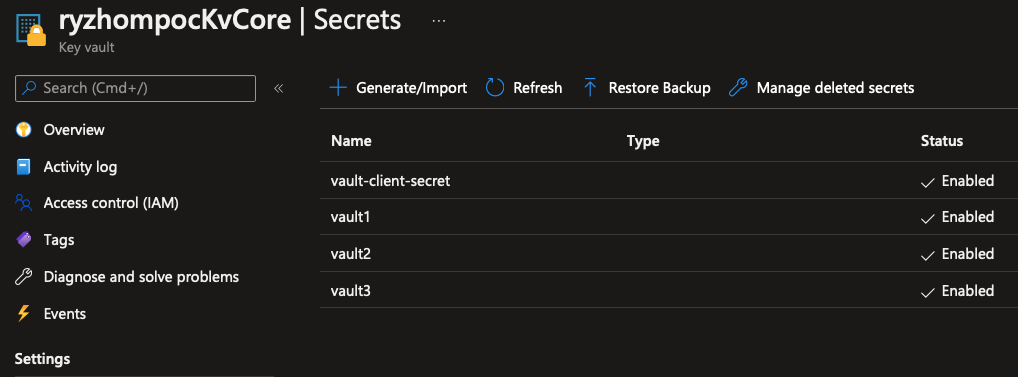 ryzhompocKvCore | Secrets ...
Key vault
Search (Cmd+/) «
Generate/Import Refresh Restore Backup Manage deleted secrets
Overview
Activity log
Access control (IAM)
Tags
Diagnose and solve problems
Events
Settings
Name Type Status
vault-client-secret Enabled
vault1 Enabled
vault2 Enabled
vault3 Enabled